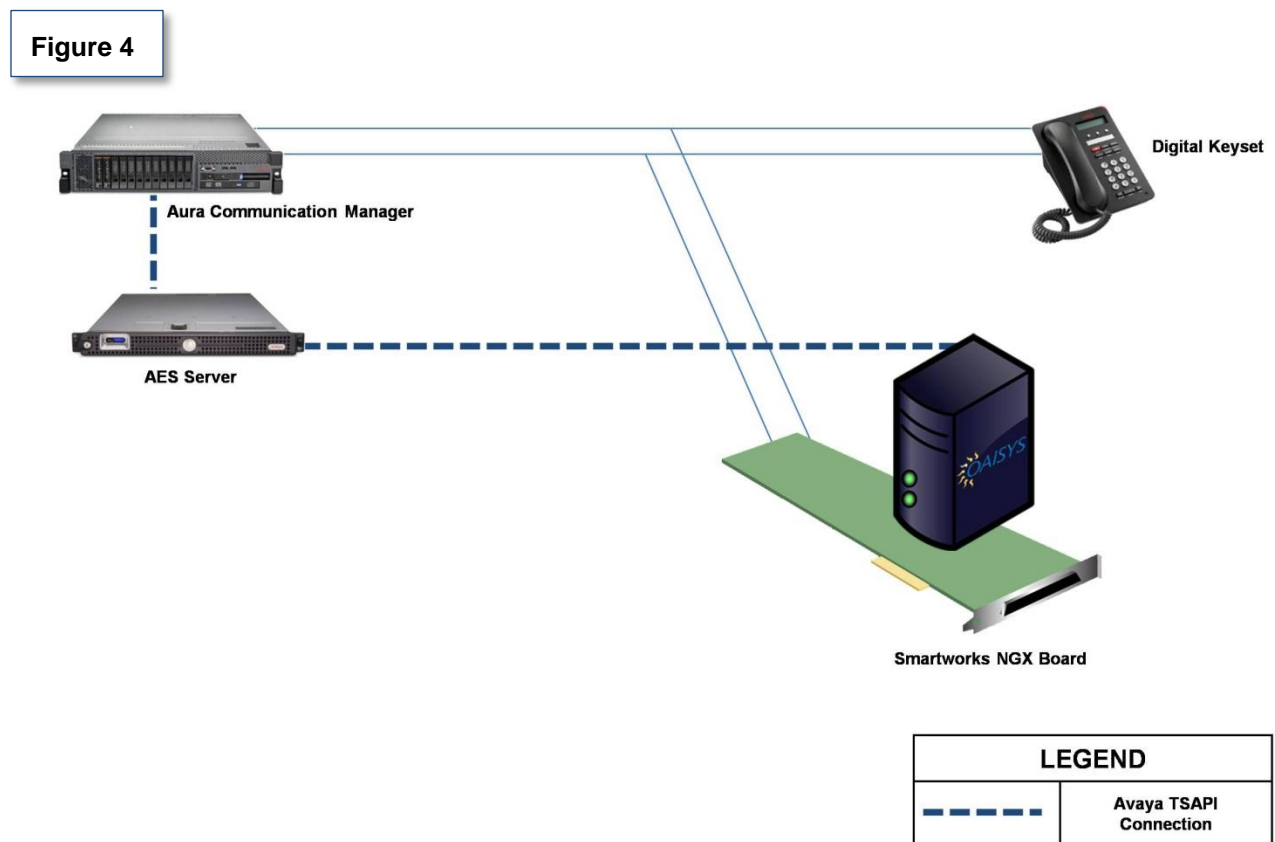 Figure 4
Digital Keyset
Aura Communication Manager
AES Server
OAISYS
Smartworks NGX Board
LEGEND
Avaya TSAPI
Connection